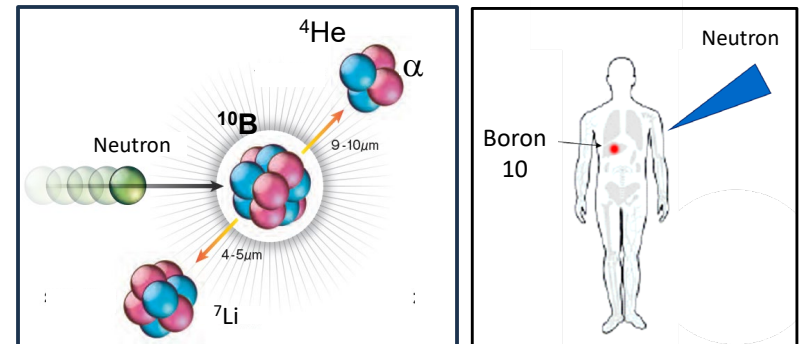 ⁴He
α
¹⁰B
Neutron
9-10µm
4-5µm
⁷Li
Neutron
Boron
10